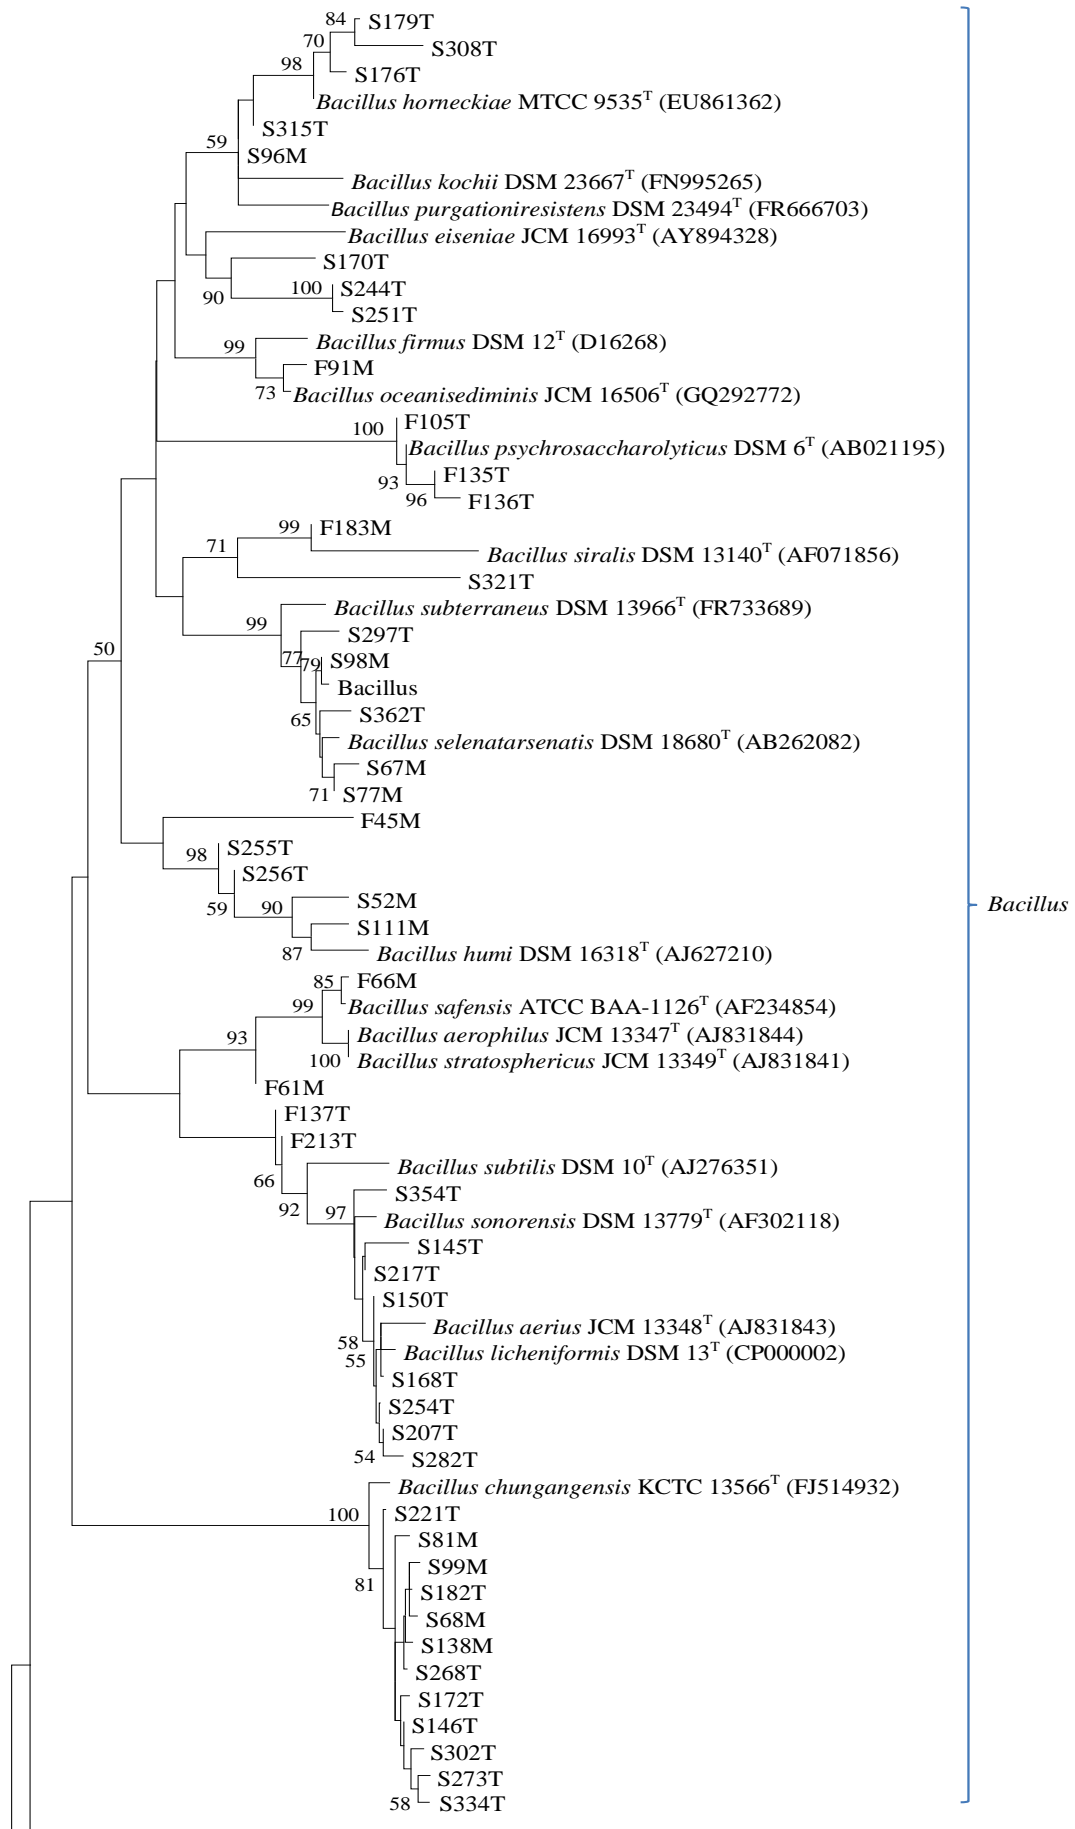 84 S179T
70
S308T
98
S176T
Bacillus horneckiae MTCC 9535T (EU861362)
S315T
59
S96M
Bacillus kochii DSM 23667T (FN995265)
Bacillus purgationiresistens DSM 23494T (FR666703)
Bacillus eiseniae JCM 16993T (AY894328)
S170T
100 S244T
90
S251T
Bacillus firmus DSM 12T (D16268)
99
F91M
73 Bacillus oceanisediminis JCM 16506T (GQ292772)
F105T
100
Bacillus psychrosaccharolyticus DSM 6T (AB021195)
93 F135T
96 F136T
99 F183M
71
Bacillus siralis DSM 13140T (AF071856)
S321T
Bacillus subterraneus DSM 13966T (FR733689)
99
S297T
50
77 79 S98M
Bacillus
65 S362T
Bacillus selenatarsenatis DSM 18680T (AB262082)
S67M
71 S77M
F45M
98 S255T
S256T
59 90 S52M
S111M
87 Bacillus humi DSM 16318T (AJ627210)
Bacillus
85 F66M
99 Bacillus safensis ATCC BAA-1126T (AF234854)
93 Bacillus aerophilus JCM 13347T (AJ831844)
100 Bacillus stratosphericus JCM 13349T (AJ831841)
F61M
F137T
F213T
Bacillus subtilis DSM 10T (AJ276351)
66
S354T
92 97 Bacillus sonorensis DSM 13779T (AF302118)
S145T
S217T
S150T
Bacillus aerius JCM 13348T (AJ831843)
58
55 Bacillus licheniformis DSM 13T (CP000002)
S168T
S254T
S207T
54 S282T
Bacillus chungangensis KCTC 13566T (FJ514932)
100 S221T
S81M
S99M
81 S182T
S68M
S138M
S268T
S172T
S146T
S302T
S273T
58 S334T